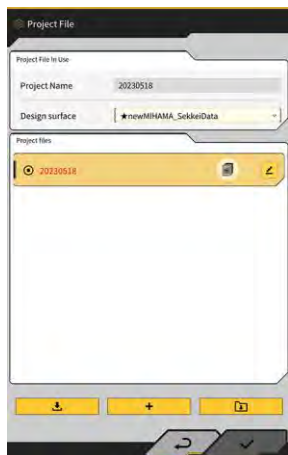 Project File
Project File In Use
Project Name 20230518
Design surface ★newMIHAMA_SekkeiData
Project files
20230518